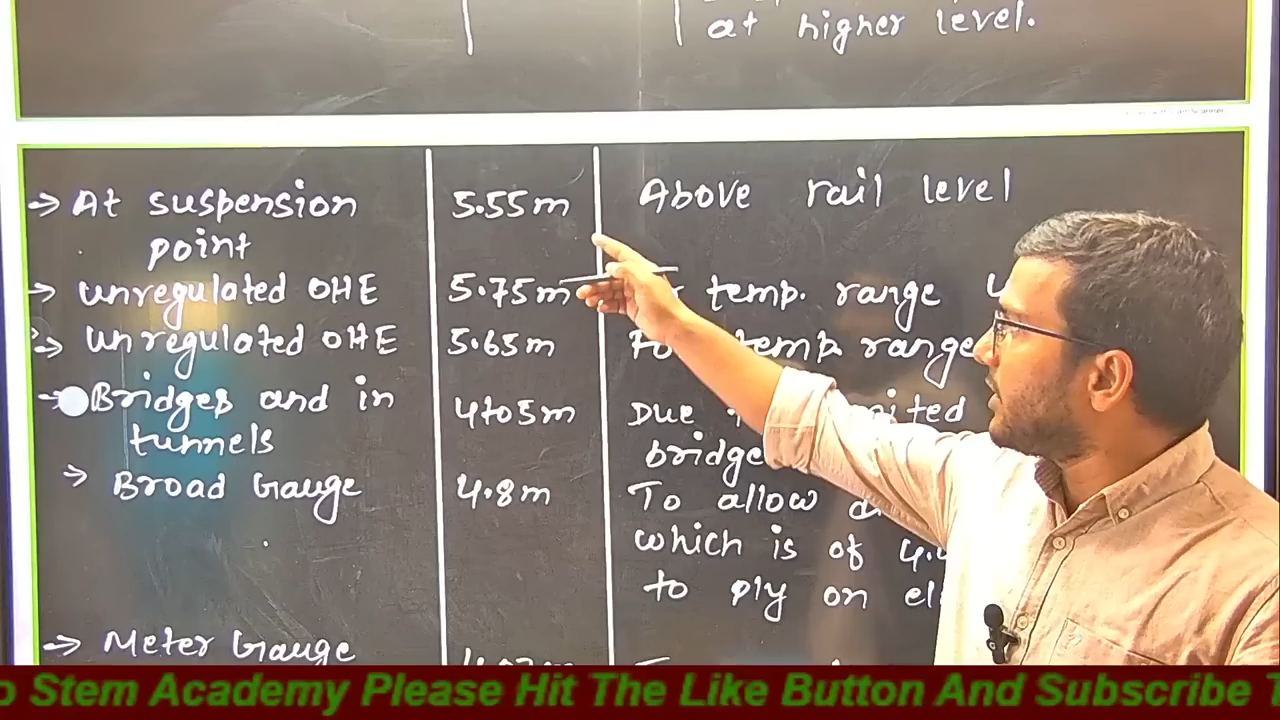 at higher level.
→ At suspension point 5.55m Above rail level
→ Unregulated OHE 5.75m temp. range
→ Unregulated OHE 5.65m For temp. range
→ Bridges and in tunnels 4to5m Due
bridge
→ Broad Gauge 4.8m To allow
which is of
to ply on
→ Meter Gauge
Stem Academy Please Hit The Like Button And Subscribe